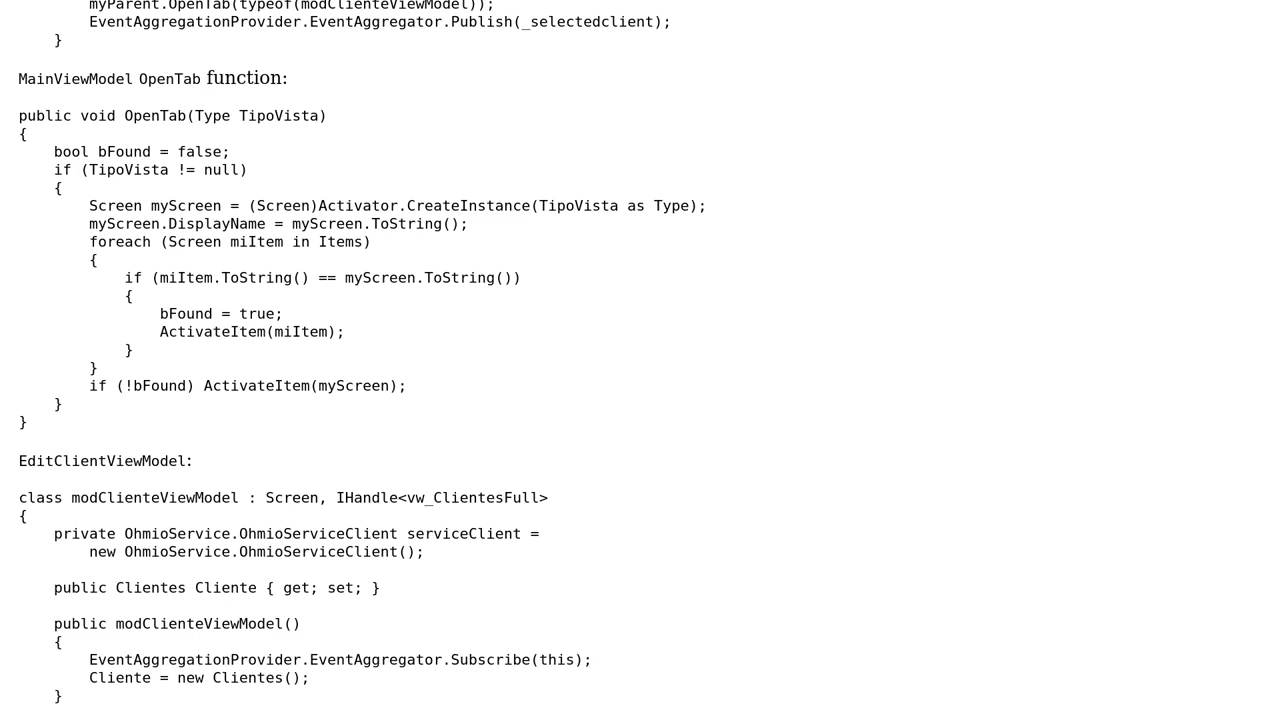 myParent.OpenTab(typeof(modClienteViewModel));
EventAggregationProvider.EventAggregator.Publish(_selectedclient);
}
MainViewModel OpenTab function:
public void OpenTab(Type TipoVista)
{
bool bFound = false;
if (TipoVista != null)
{
Screen myScreen = (Screen)Activator.CreateInstance(TipoVista as Type);
myScreen.DisplayName = myScreen.ToString();
foreach (Screen miItem in Items)
{
if (miItem.ToString() == myScreen.ToString())
{
bFound = true;
ActivateItem(miItem);
}
}
if (!bFound) ActivateItem(myScreen);
}
}
EditClientViewModel:
class modClienteViewModel : Screen, IHandle<vw_ClientesFull>
{
private OhmioService.OhmioServiceClient serviceClient =
new OhmioService.OhmioServiceClient();
public Clientes Cliente { get; set; }
public modClienteViewModel()
{
EventAggregationProvider.EventAggregator.Subscribe(this);
Cliente = new Clientes();
}